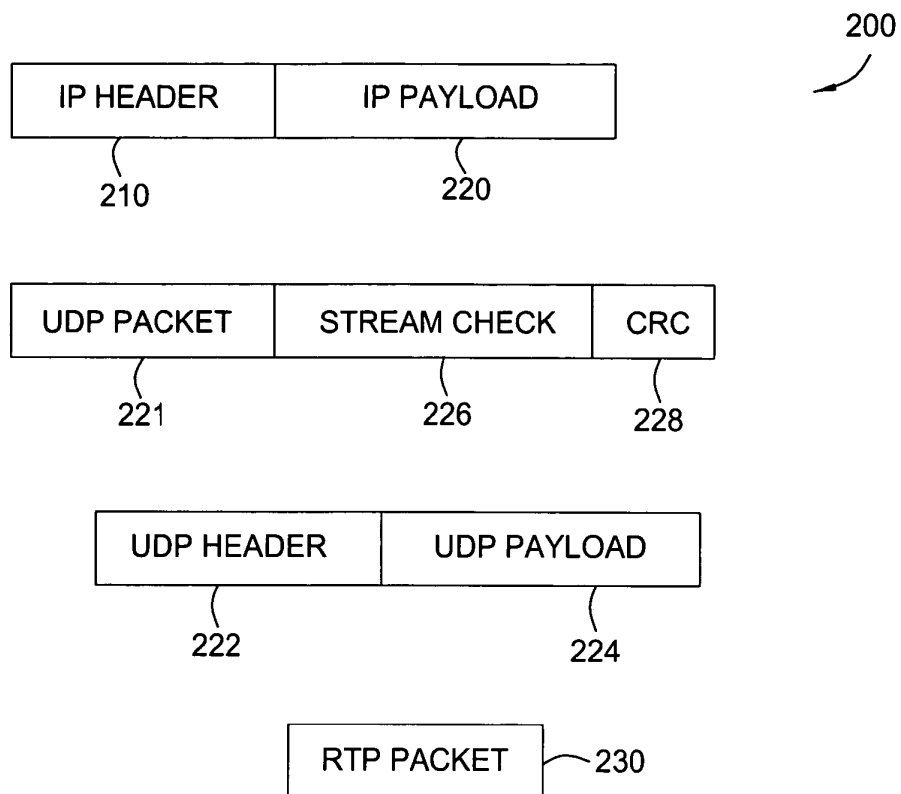 200
IP HEADER IP PAYLOAD
210 220
UDP PACKET STREAM CHECK CRC
221 226 228
UDP HEADER UDP PAYLOAD
222 224
RTP PACKET 230